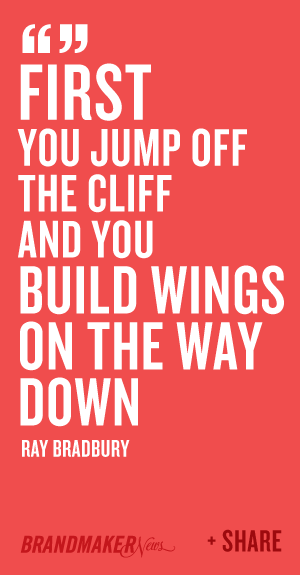 “ ”
FIRST
YOU JUMP OFF
THE CLIFF
AND YOU
BUILD WINGS
ON THE WAY
DOWN
RAY BRADBURY
BRANDMAKER News + SHARE